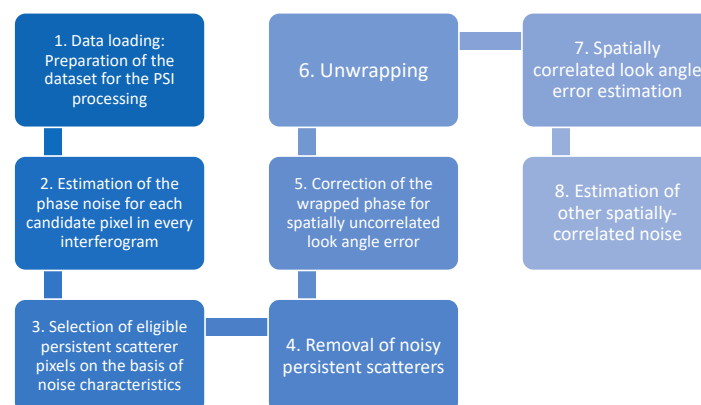 1. Data loading:
Preparation of the
dataset for the PSI
processing
2. Estimation of the
phase noise for each
candidate pixel in every
interferogram
3. Selection of eligible
persistent scatterer
pixels on the basis of
noise characteristics
4. Removal of noisy
persistent scatterers
5. Correction of the
wrapped phase for
spatially uncorrelated
look angle error
6. Unwrapping
7. Spatially
correlated look angle
error estimation
8. Estimation of
other spatially-
correlated noise